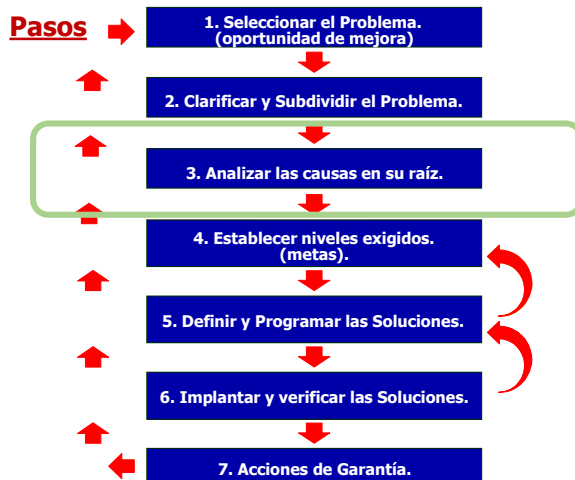 Pasos
1. Seleccionar el Problema.
(oportunidad de mejora)
2. Clarificar y Subdividir el Problema.
3. Analizar las causas en su raíz.
4. Establecer niveles exigidos.
(metas).
5. Definir y Programar las Soluciones.
6. Implantar y verificar las Soluciones.
7. Acciones de Garantía.